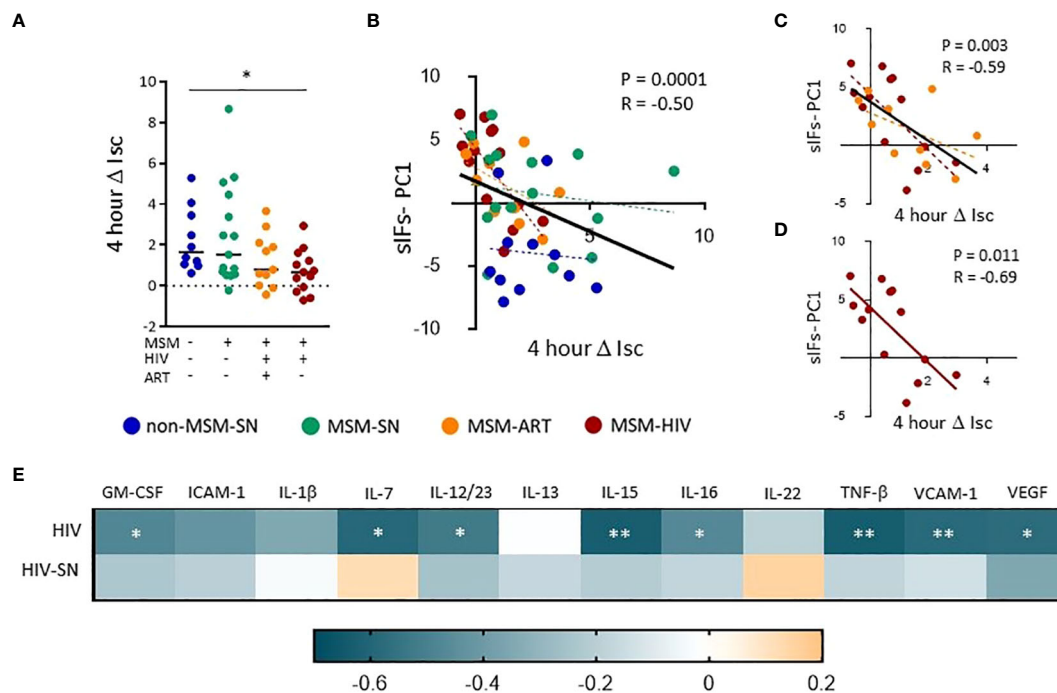 A
4 hour Δ Isc
10
8
6
4
2
0
-2
*
MSM - + + +
HIV - - + +
ART - - + -
B
P = 0.0001
R = -0.50
sIFs- PC1
10
5
0
-5
-10
5
10
4 hour Δ Isc
C
P = 0.003
R = -0.59
sIFs- PC1
10
5
-5
2
4
4 hour Δ Isc
D
P = 0.011
R = -0.69
sIFs- PC1
10
5
-5
2
4
4 hour Δ Isc
non-MSM-SN MSM-SN MSM-ART MSM-HIV
E
GM-CSF ICAM-1 IL-1β IL-7 IL-12/23 IL-13 IL-15 IL-16 IL-22 TNF-β VCAM-1 VEGF
HIV * * * ** * ** ** *
HIV-SN
-0.6 -0.4 -0.2 0 0.2